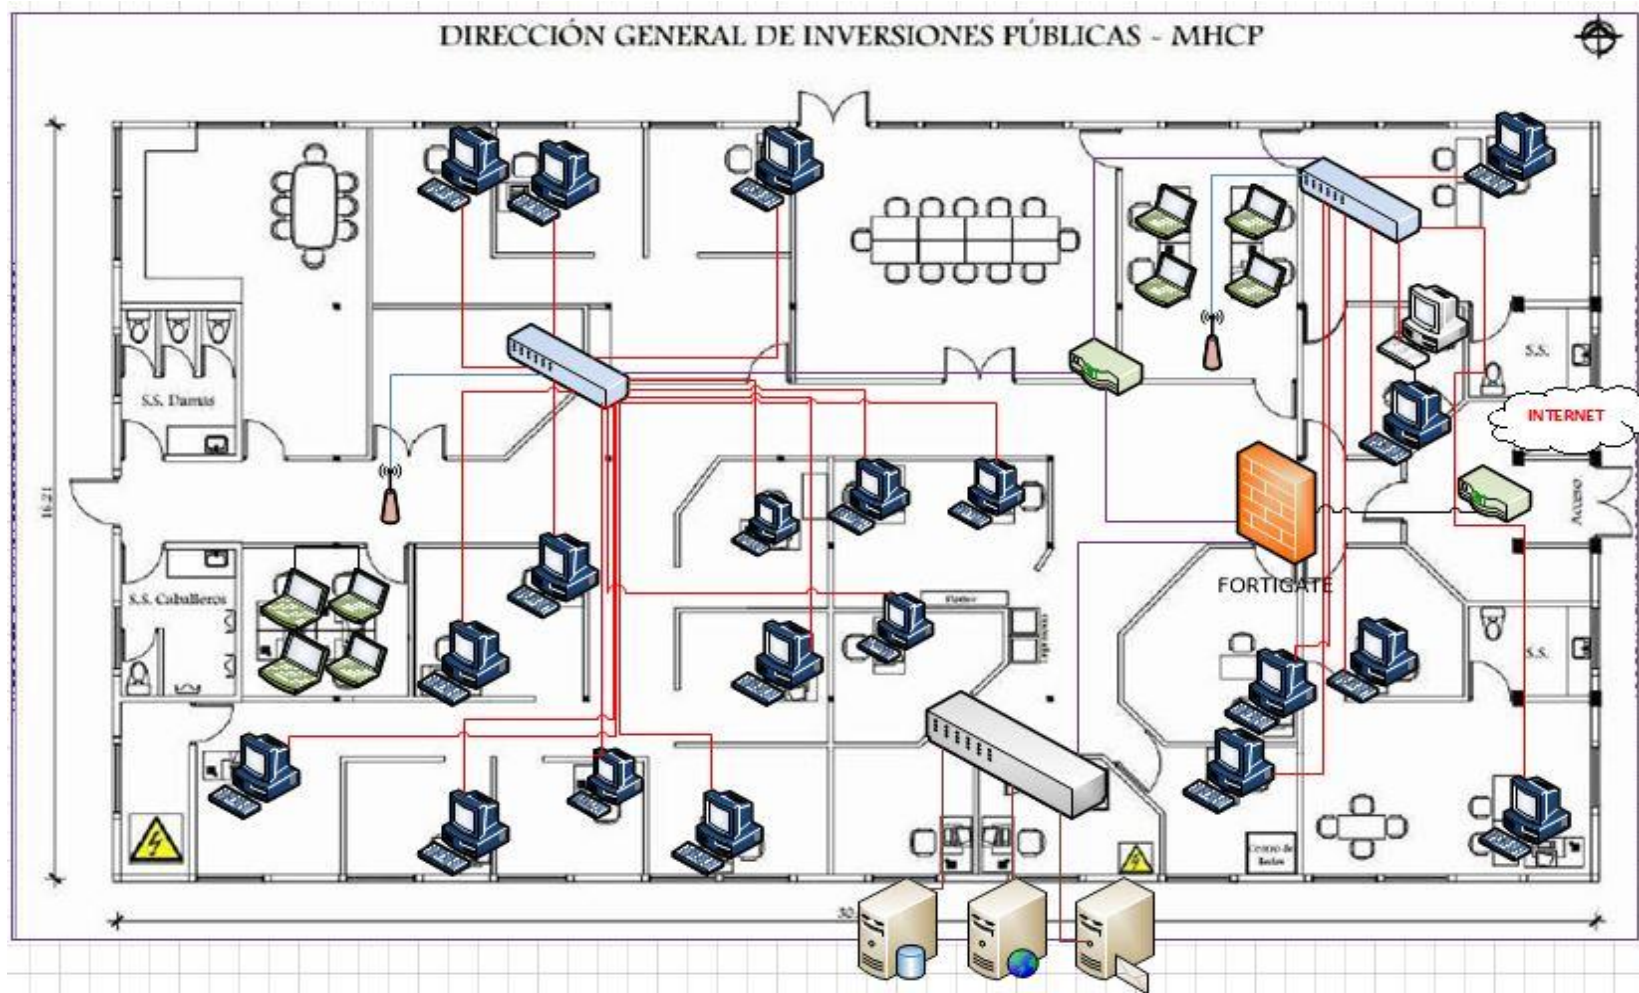 DIRECCIÓN GENERAL DE INVERSIONES PÚBLICAS - MHCP
S.S.
S.S. Damas
INTERNET
16.21
Acceso
FORTIGATE
S.S. Caballeros
S.S.
Centro de
Redes
30.